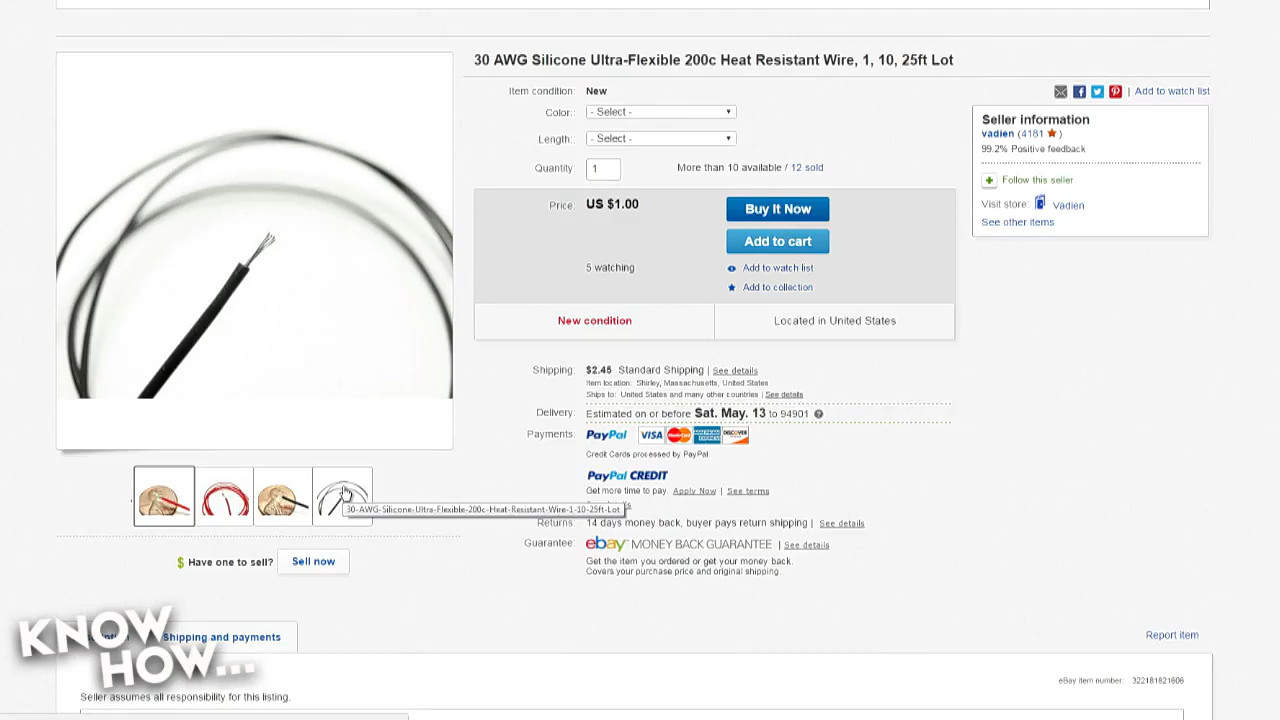 30 AWG Silicone Ultra-Flexible 200c Heat Resistant Wire, 1, 10, 25ft Lot
Item condition: New
Add to watch list
Color: - Select -
Length: - Select -
Quantity: 1
More than 10 available / 12 sold
Price: US $1.00
Buy It Now
Add to cart
5 watching
Add to watch list
Add to collection
New condition
Located in United States
Seller information
vadien (4181 )
99.2% Positive feedback
Follow this seller
Visit store: Vadien
See other items
Shipping: $2.45 Standard Shipping | See details
Item location: Shirley, Massachusetts, United States
Ships to: United States and many other countries | See details
Delivery: Estimated on or before Sat. May. 13 to 94901
Payments: PayPal VISA MasterCard AMERICAN EXPRESS DISCOVER
Credit Cards processed by PayPal
PayPal CREDIT
Get more time to pay. Apply Now | See terms
30-AWG-Silicone-Ultra-Flexible-200c-Heat-Resistant-Wire-1-10-25ft-Lot
Returns: 14 days money back, buyer pays return shipping | See details
Guarantee: ebay MONEY BACK GUARANTEE | See details
Get the item you ordered or get your money back.
Covers your purchase price and original shipping.
$ Have one to sell? Sell now
KNOW
HOW...
Shipping and payments
Report item
eBay item number: 322181821606
Seller assumes all responsibility for this listing.